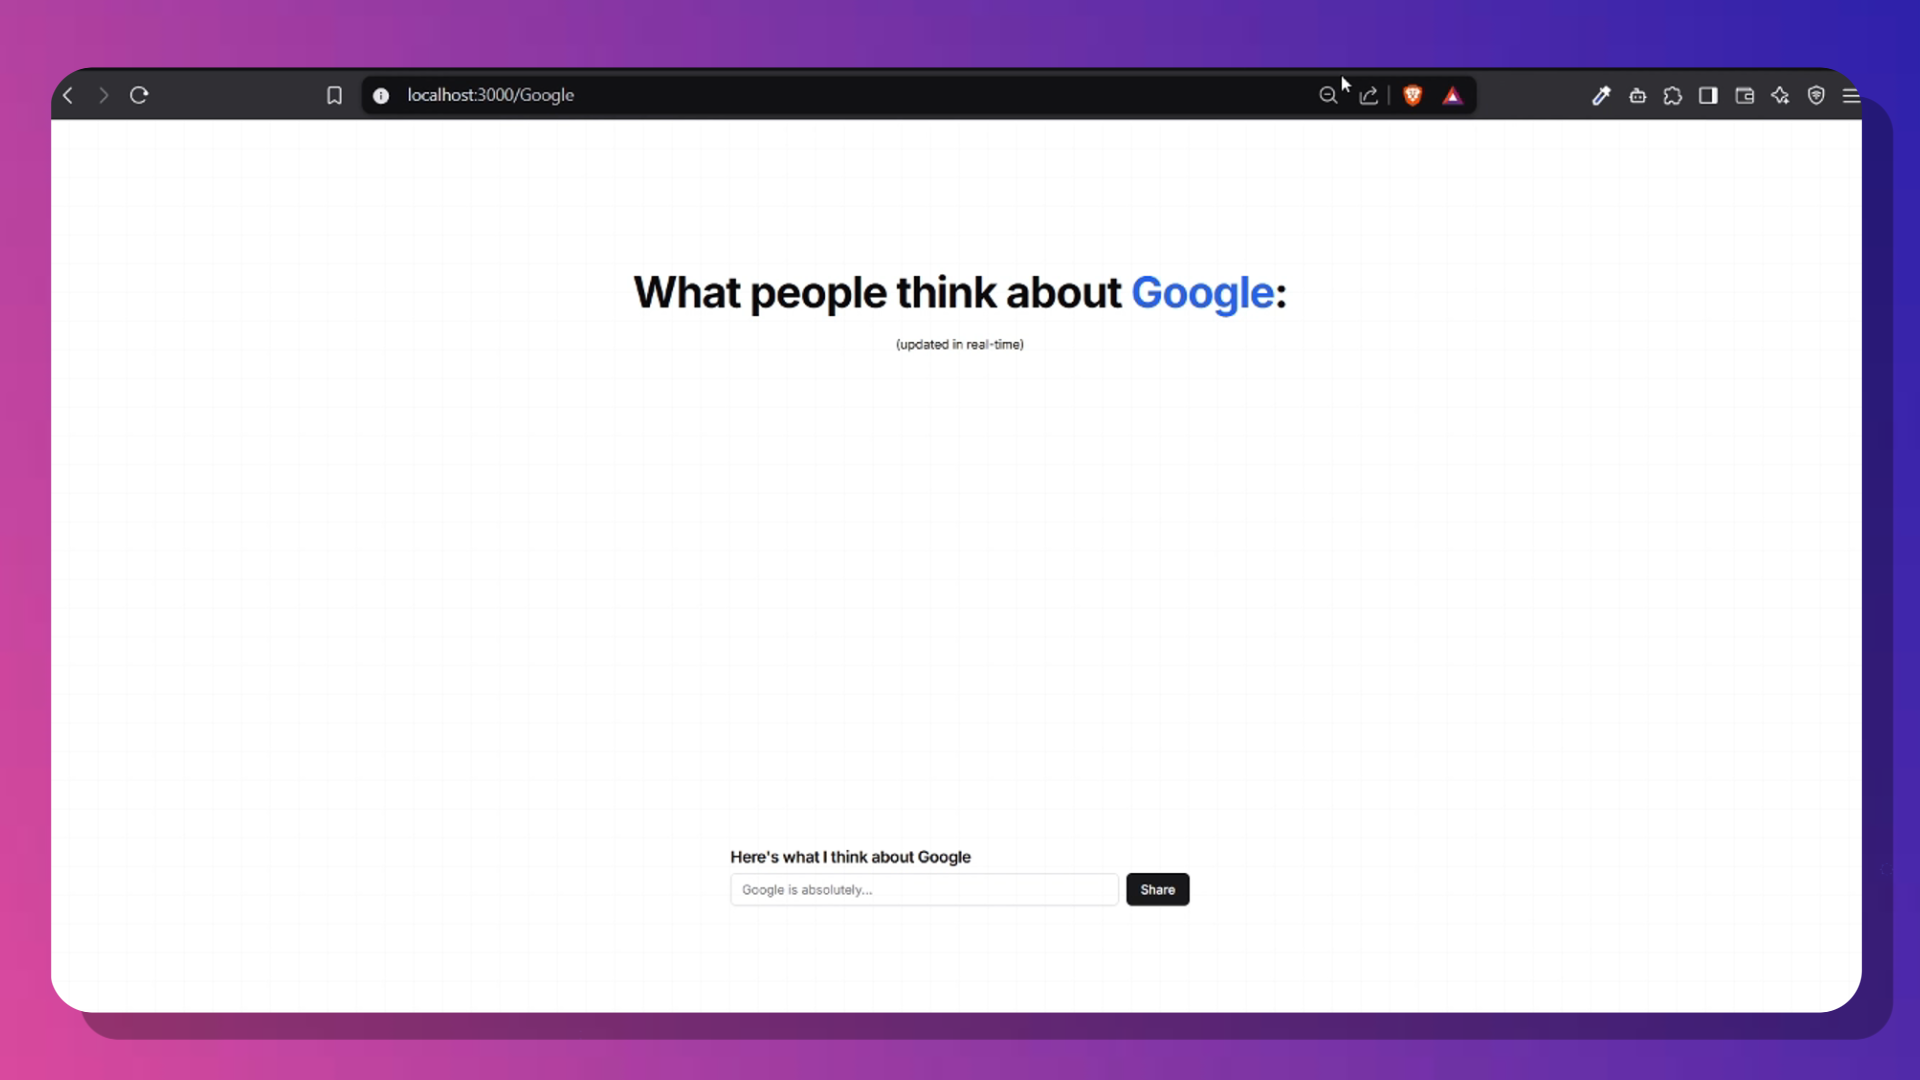 localhost:3000/Google
What people think about Google:
(updated in real-time)
Here's what I think about Google
Google is absolutely...
Share